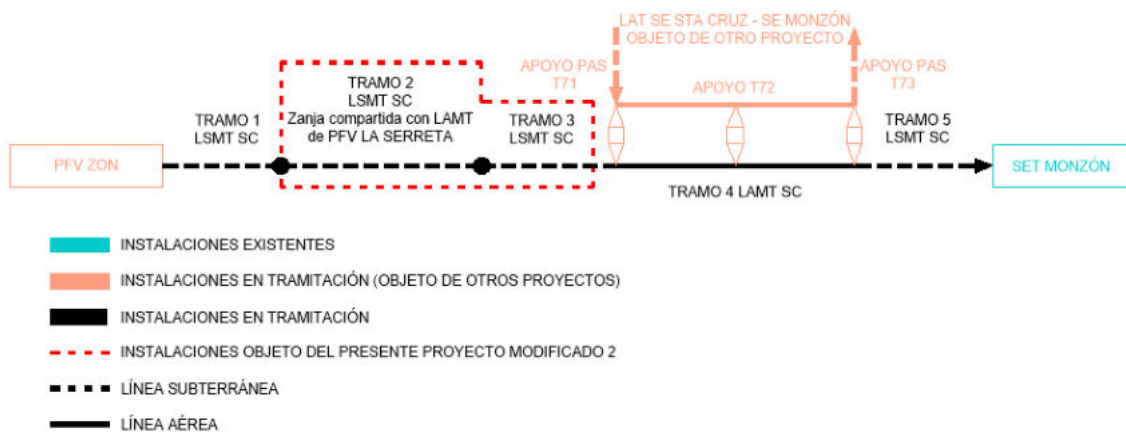 LAT SE STA CRUZ - SE MONZÓN
OBJETO DE OTRO PROYECTO
APOYO PAS
T71
APOYO T72
APOYO PAS
T73
TRAMO 1
LSMT SC
TRAMO 2
LSMT SC
Zanja compartida con LAMT
de PFV LA SERRETA
TRAMO 3
LSMT SC
TRAMO 5
LSMT SC
PFV ZON
TRAMO 4 LAMT SC
SET MONZÓN
INSTALACIONES EXISTENTES
INSTALACIONES EN TRAMITACIÓN (OBJETO DE OTROS PROYECTOS)
INSTALACIONES EN TRAMITACIÓN
INSTALACIONES OBJETO DEL PRESENTE PROYECTO MODIFICADO 2
LÍNEA SUBTERRÁNEA
LÍNEA AÉREA